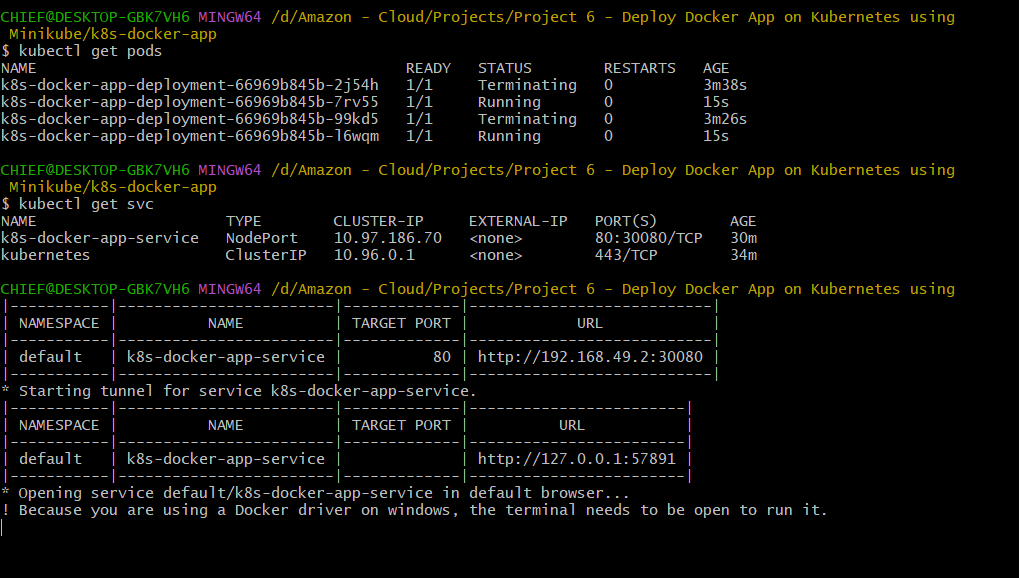 CHIEF@DESKTOP-GBK7VH6 MINGW64 /d/Amazon - Cloud/Projects/Project 6 - Deploy Docker App on Kubernetes using
 Minikube/k8s-docker-app
$ kubectl get pods
NAME                                         READY   STATUS        RESTARTS   AGE
k8s-docker-app-deployment-66969b845b-2j54h   1/1     Terminating   0          3m38s
k8s-docker-app-deployment-66969b845b-7rv55   1/1     Running       0          15s
k8s-docker-app-deployment-66969b845b-99kd5   1/1     Terminating   0          3m26s
k8s-docker-app-deployment-66969b845b-l6wqm   1/1     Running       0          15s
CHIEF@DESKTOP-GBK7VH6 MINGW64 /d/Amazon - Cloud/Projects/Project 6 - Deploy Docker App on Kubernetes using
 Minikube/k8s-docker-app
$ kubectl get svc
NAME                     TYPE        CLUSTER-IP     EXTERNAL-IP   PORT(S)        AGE
k8s-docker-app-service   NodePort    10.97.186.70   <none>        80:30080/TCP   30m
kubernetes               ClusterIP   10.96.0.1      <none>        443/TCP        34m
CHIEF@DESKTOP-GBK7VH6 MINGW64 /d/Amazon - Cloud/Projects/Project 6 - Deploy Docker App on Kubernetes using
|-----------|------------------------|-------------|---------------------------|
| NAMESPACE |          NAME          | TARGET PORT |            URL            |
|-----------|------------------------|-------------|---------------------------|
| default   | k8s-docker-app-service |          80 | http://192.168.49.2:30080 |
|-----------|------------------------|-------------|---------------------------|
* Starting tunnel for service k8s-docker-app-service.
|-----------|------------------------|-------------|------------------------|
| NAMESPACE |          NAME          | TARGET PORT |          URL           |
|-----------|------------------------|-------------|------------------------|
| default   | k8s-docker-app-service |             | http://127.0.0.1:57891 |
|-----------|------------------------|-------------|------------------------|
* Opening service default/k8s-docker-app-service in default browser...
! Because you are using a Docker driver on windows, the terminal needs to be open to run it.